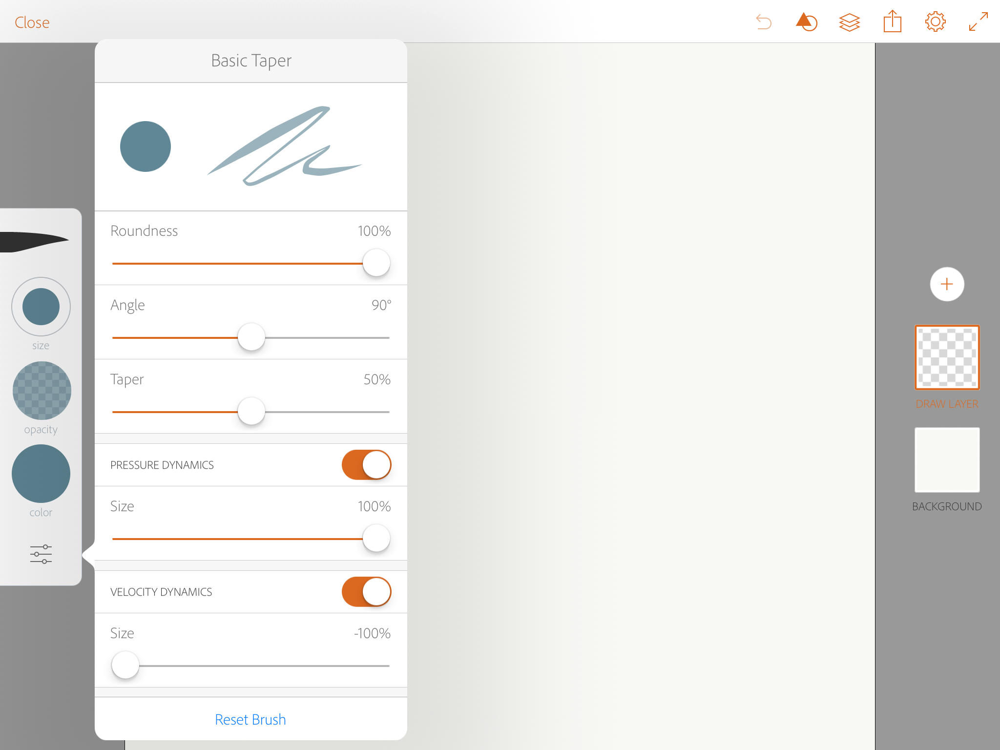 Close
Basic Taper
Roundness 100%
Angle 90°
Taper 50%
PRESSURE DYNAMICS
Size 100%
VELOCITY DYNAMICS
Size -100%
Reset Brush
size
opacity
color
DRAW LAYER
BACKGROUND